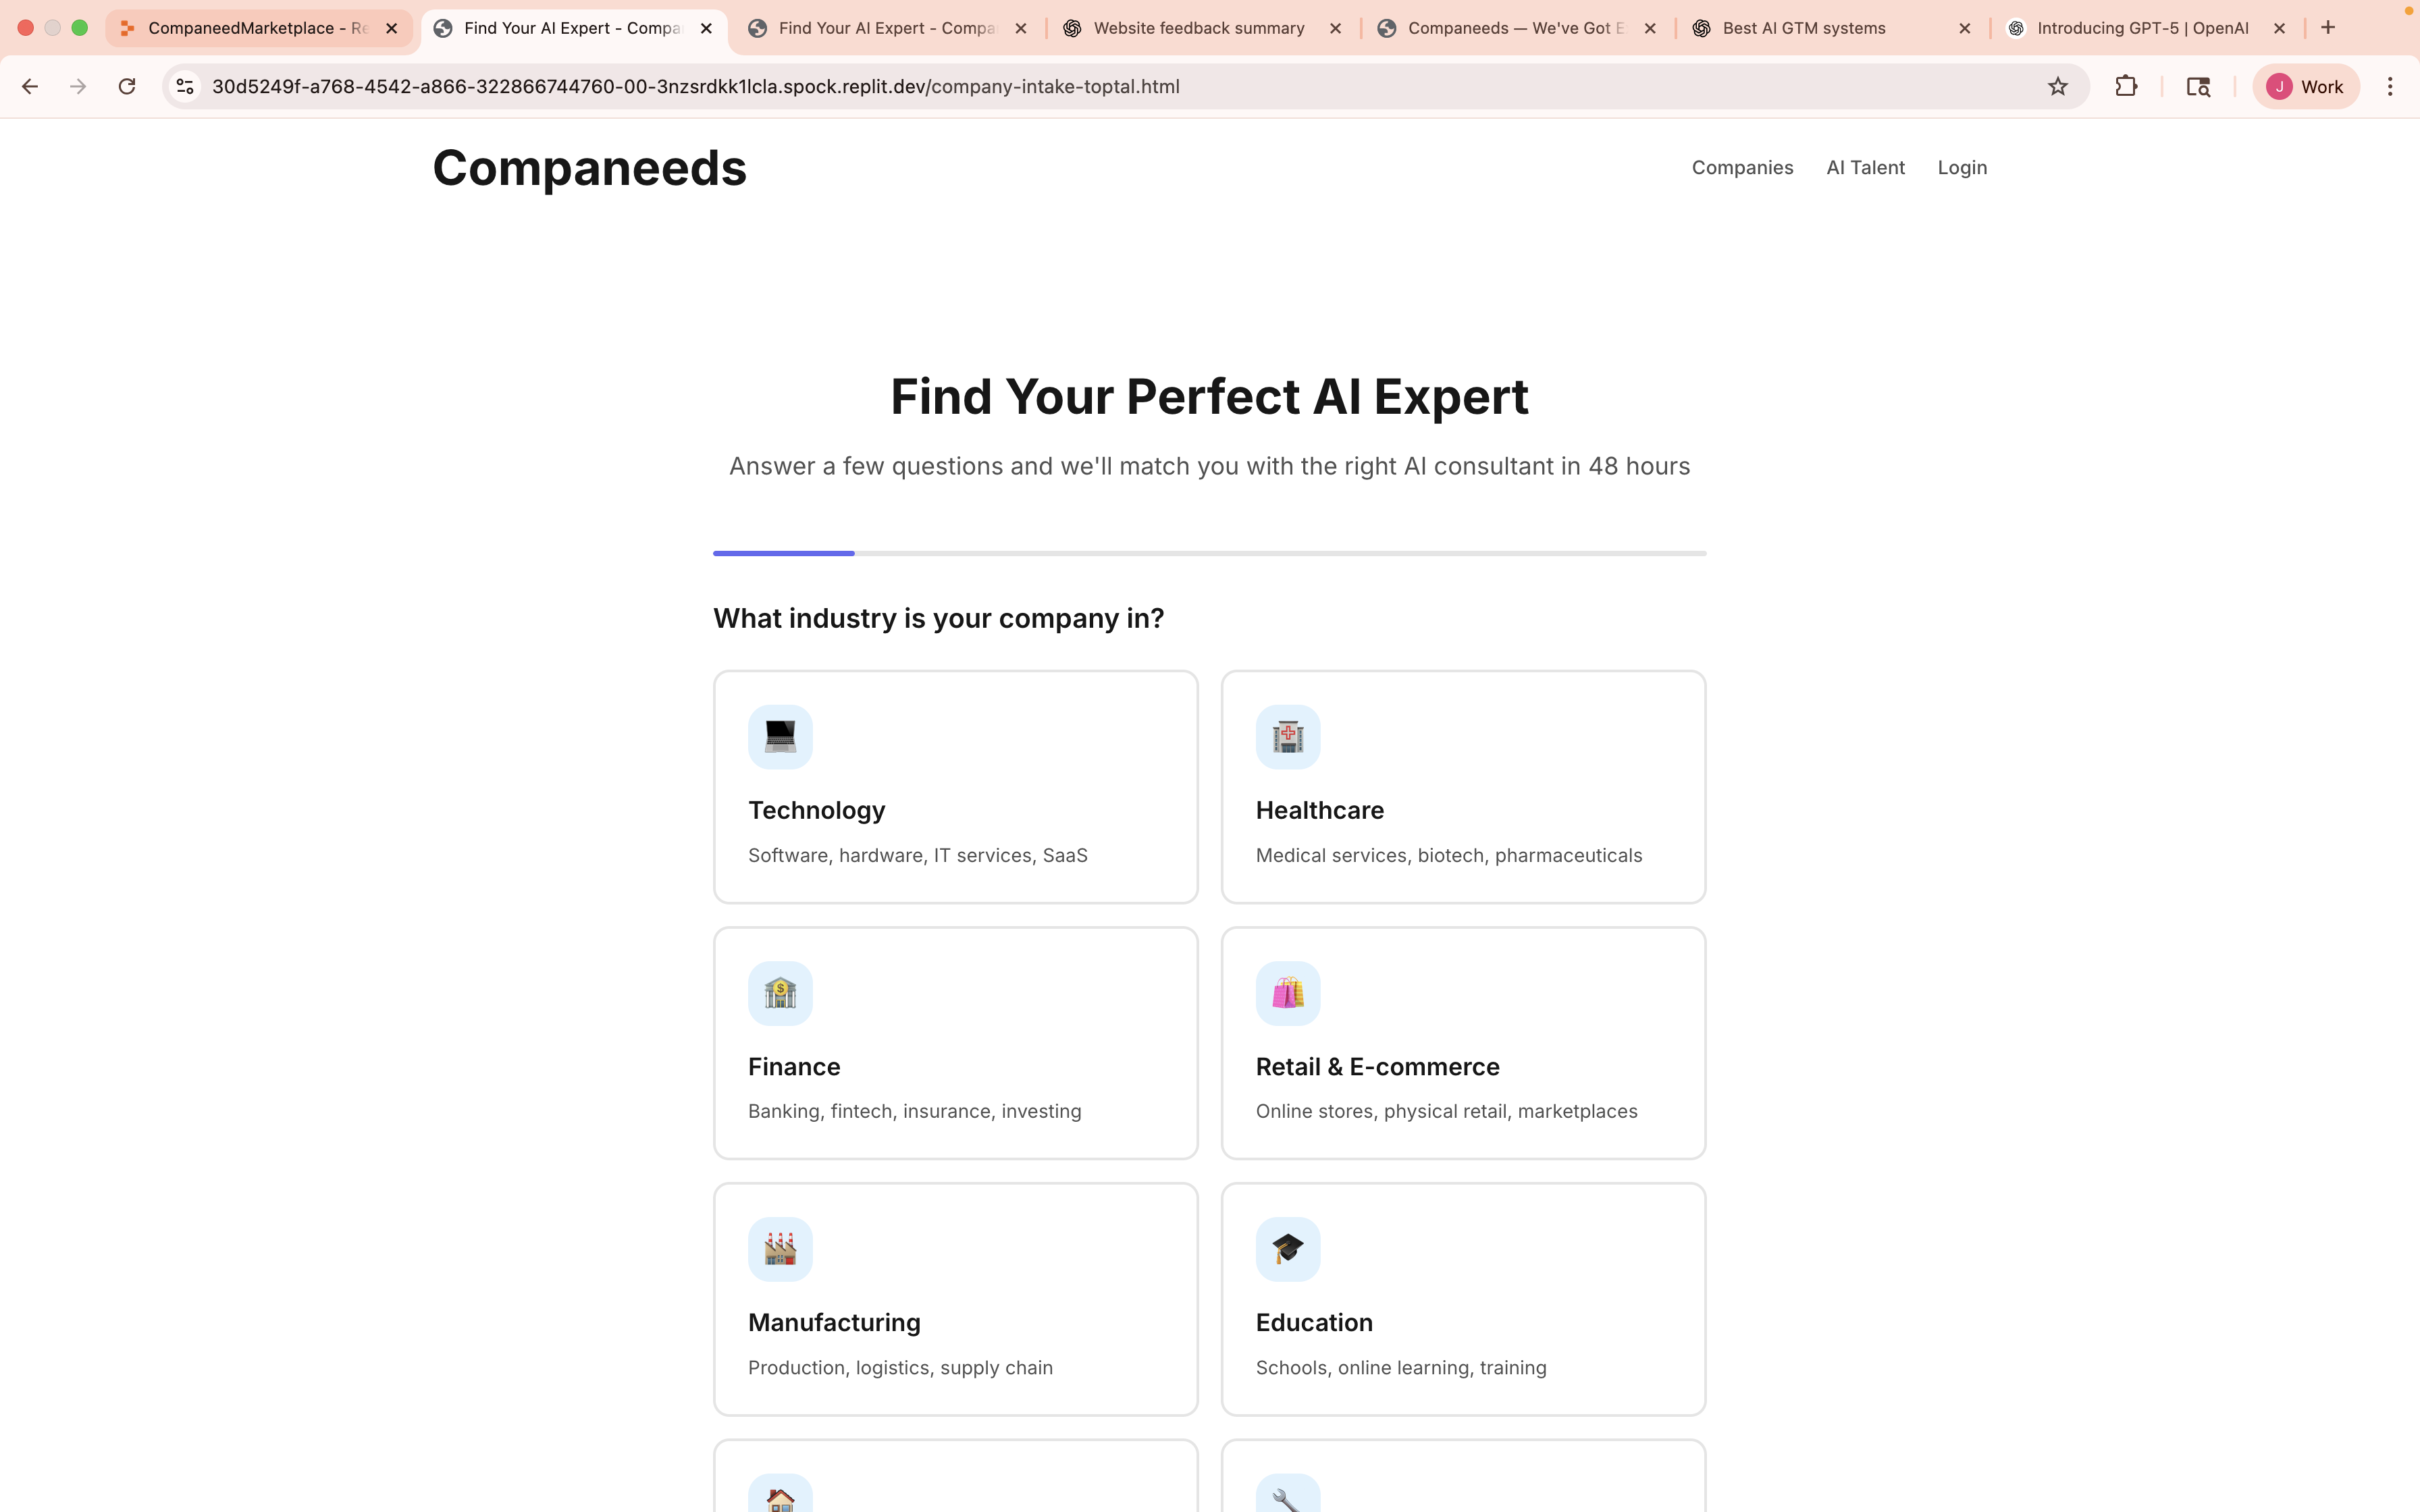 CompaneedMarketplace - Re
Find Your AI Expert - Compa
Find Your AI Expert - Compa
Website feedback summary
Companeeds — We've Got E
Best AI GTM systems
Introducing GPT-5 | OpenAI
30d5249f-a768-4542-a866-322866744760-00-3nzsrdkk1lcla.spock.replit.dev/company-intake-toptal.html
J
Work
Companeeds
Companies
AI Talent
Login
Find Your Perfect AI Expert
Answer a few questions and we'll match you with the right AI consultant in 48 hours
What industry is your company in?
Technology
Software, hardware, IT services, SaaS
Healthcare
Medical services, biotech, pharmaceuticals
Finance
Banking, fintech, insurance, investing
Retail & E-commerce
Online stores, physical retail, marketplaces
Manufacturing
Production, logistics, supply chain
Education
Schools, online learning, training